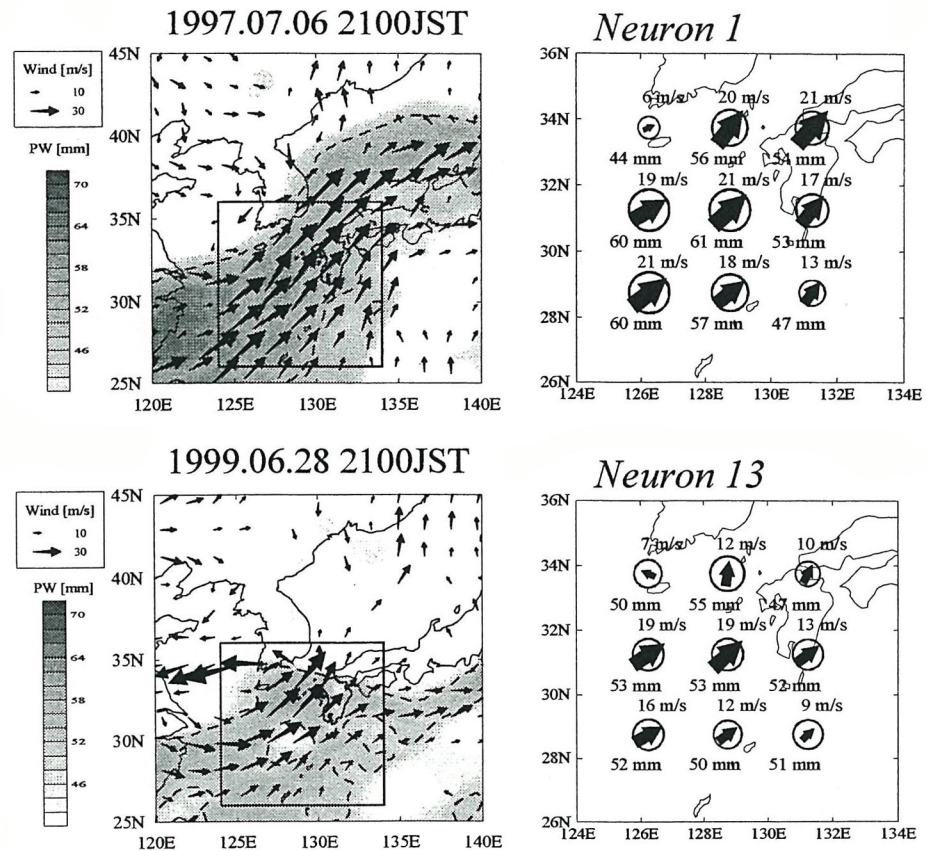 1997.07.06 2100JST
Neuron 1
Wind [m/s]
10
30
PW [mm]
70
64
58
52
46
45N
40N
35N
30N
25N
120E 125E 130E 135E 140E
36N
34N
32N
30N
28N
26N
6 m/s 20 m/s 21 m/s
44 mm 56 mm 54 mm
19 m/s 21 m/s 17 m/s
60 mm 61 mm 53 mm
21 m/s 18 m/s 13 m/s
60 mm 57 mm 47 mm
124E 126E 128E 130E 132E 134E
1999.06.28 2100JST
Neuron 13
Wind [m/s]
10
30
PW [mm]
70
64
58
52
46
45N
40N
35N
30N
25N
120E 125E 130E 135E 140E
36N
34N
32N
30N
28N
26N
7 m/s 12 m/s 10 m/s
50 mm 55 mm 47 mm
19 m/s 19 m/s 13 m/s
53 mm 53 mm 52 mm
16 m/s 12 m/s 9 m/s
52 mm 50 mm 51 mm
124E 126E 128E 130E 132E 134E